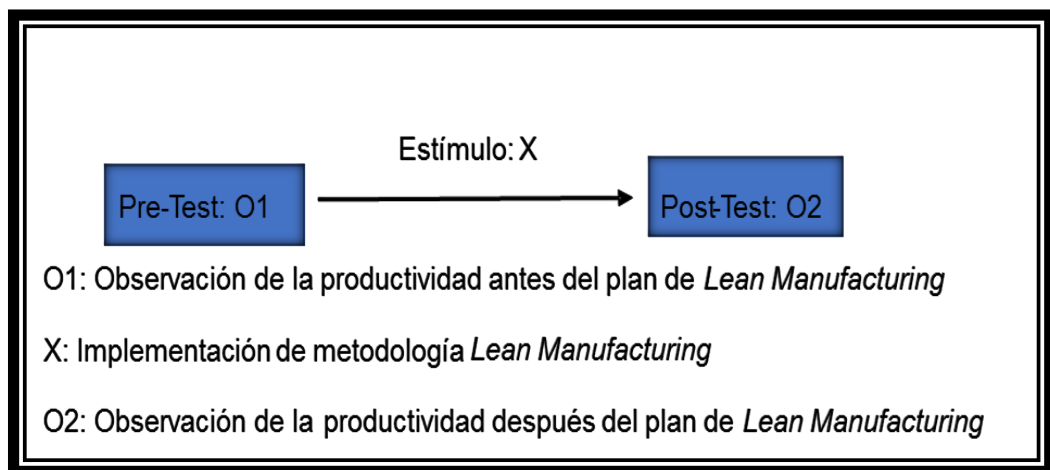 Estímulo: X
Pre-Test: O1
Post-Test: O2
O1: Observación de la productividad antes del plan de Lean Manufacturing
X: Implementación de metodología Lean Manufacturing
O2: Observación de la productividad después del plan de Lean Manufacturing